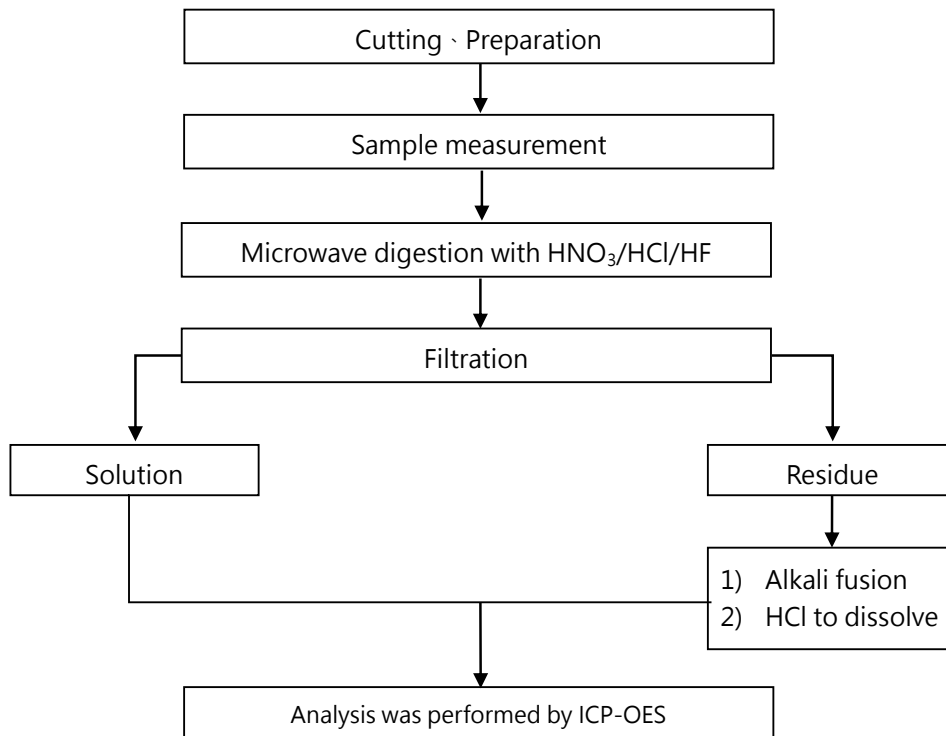 Cutting、Preparation
Sample measurement
Microwave digestion with HNO₃/HCl/HF
Filtration
Solution
Residue
1) Alkali fusion
2) HCl to dissolve
Analysis was performed by ICP-OES